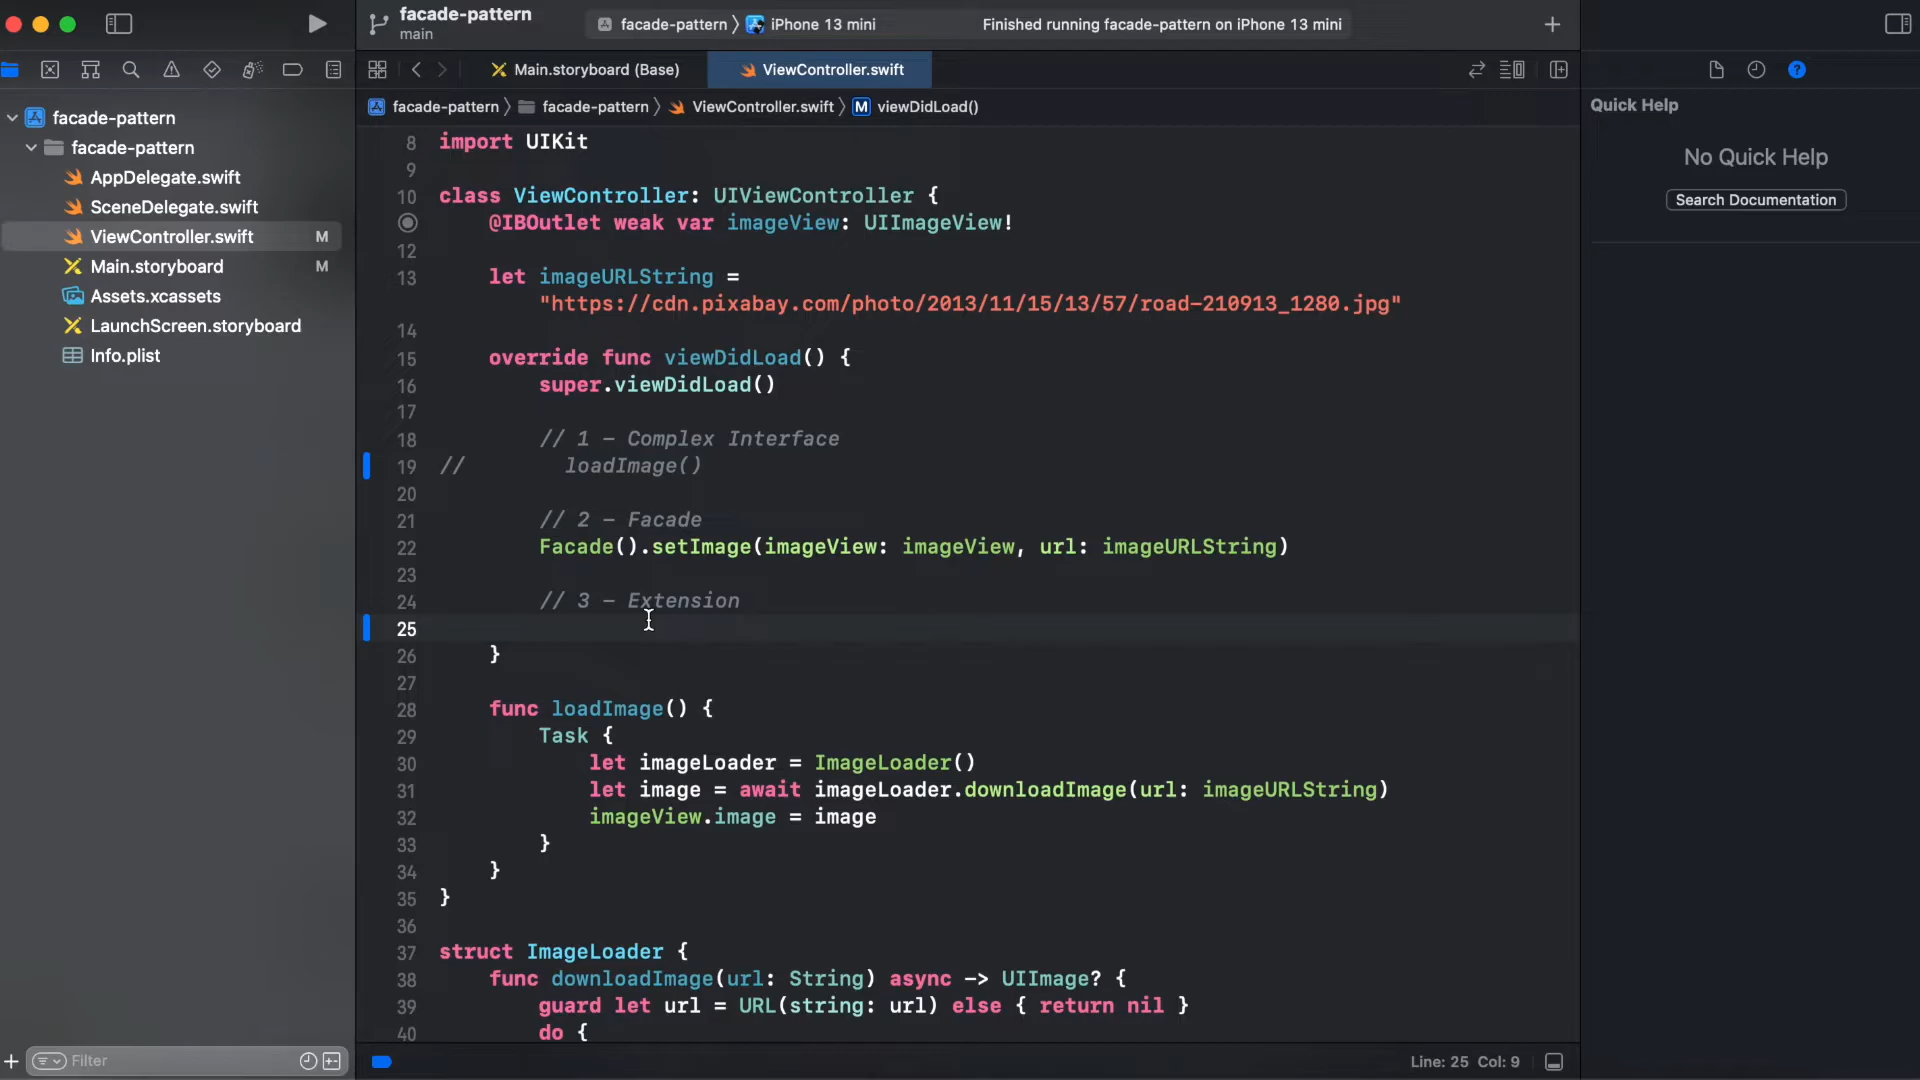 facade-pattern
main
facade-pattern 〉 iPhone 13 mini
Finished running facade-pattern on iPhone 13 mini
Main.storyboard (Base)
ViewController.swift
facade-pattern 〉 facade-pattern 〉 ViewController.swift 〉 M viewDidLoad()
facade-pattern
facade-pattern
AppDelegate.swift
SceneDelegate.swift
ViewController.swift M
Main.storyboard M
Assets.xcassets
LaunchScreen.storyboard
Info.plist
8 import UIKit
9
10 class ViewController: UIViewController {
@IBOutlet weak var imageView: UIImageView!
12
13 let imageURLString =
"https://cdn.pixabay.com/photo/2013/11/15/13/57/road-210913_1280.jpg"
14
15 override func viewDidLoad() {
16 super.viewDidLoad()
17
18 // 1 - Complex Interface
19 // loadImage()
20
21 // 2 - Facade
22 Facade().setImage(imageView: imageView, url: imageURLString)
23
24 // 3 - Extension
25
26 }
27
28 func loadImage() {
29 Task {
30 let imageLoader = ImageLoader()
31 let image = await imageLoader.downloadImage(url: imageURLString)
32 imageView.image = image
33 }
34 }
35 }
36
37 struct ImageLoader {
38 func downloadImage(url: String) async -> UIImage? {
39 guard let url = URL(string: url) else { return nil }
40 do {
Quick Help
No Quick Help
Search Documentation
Filter
Line: 25 Col: 9